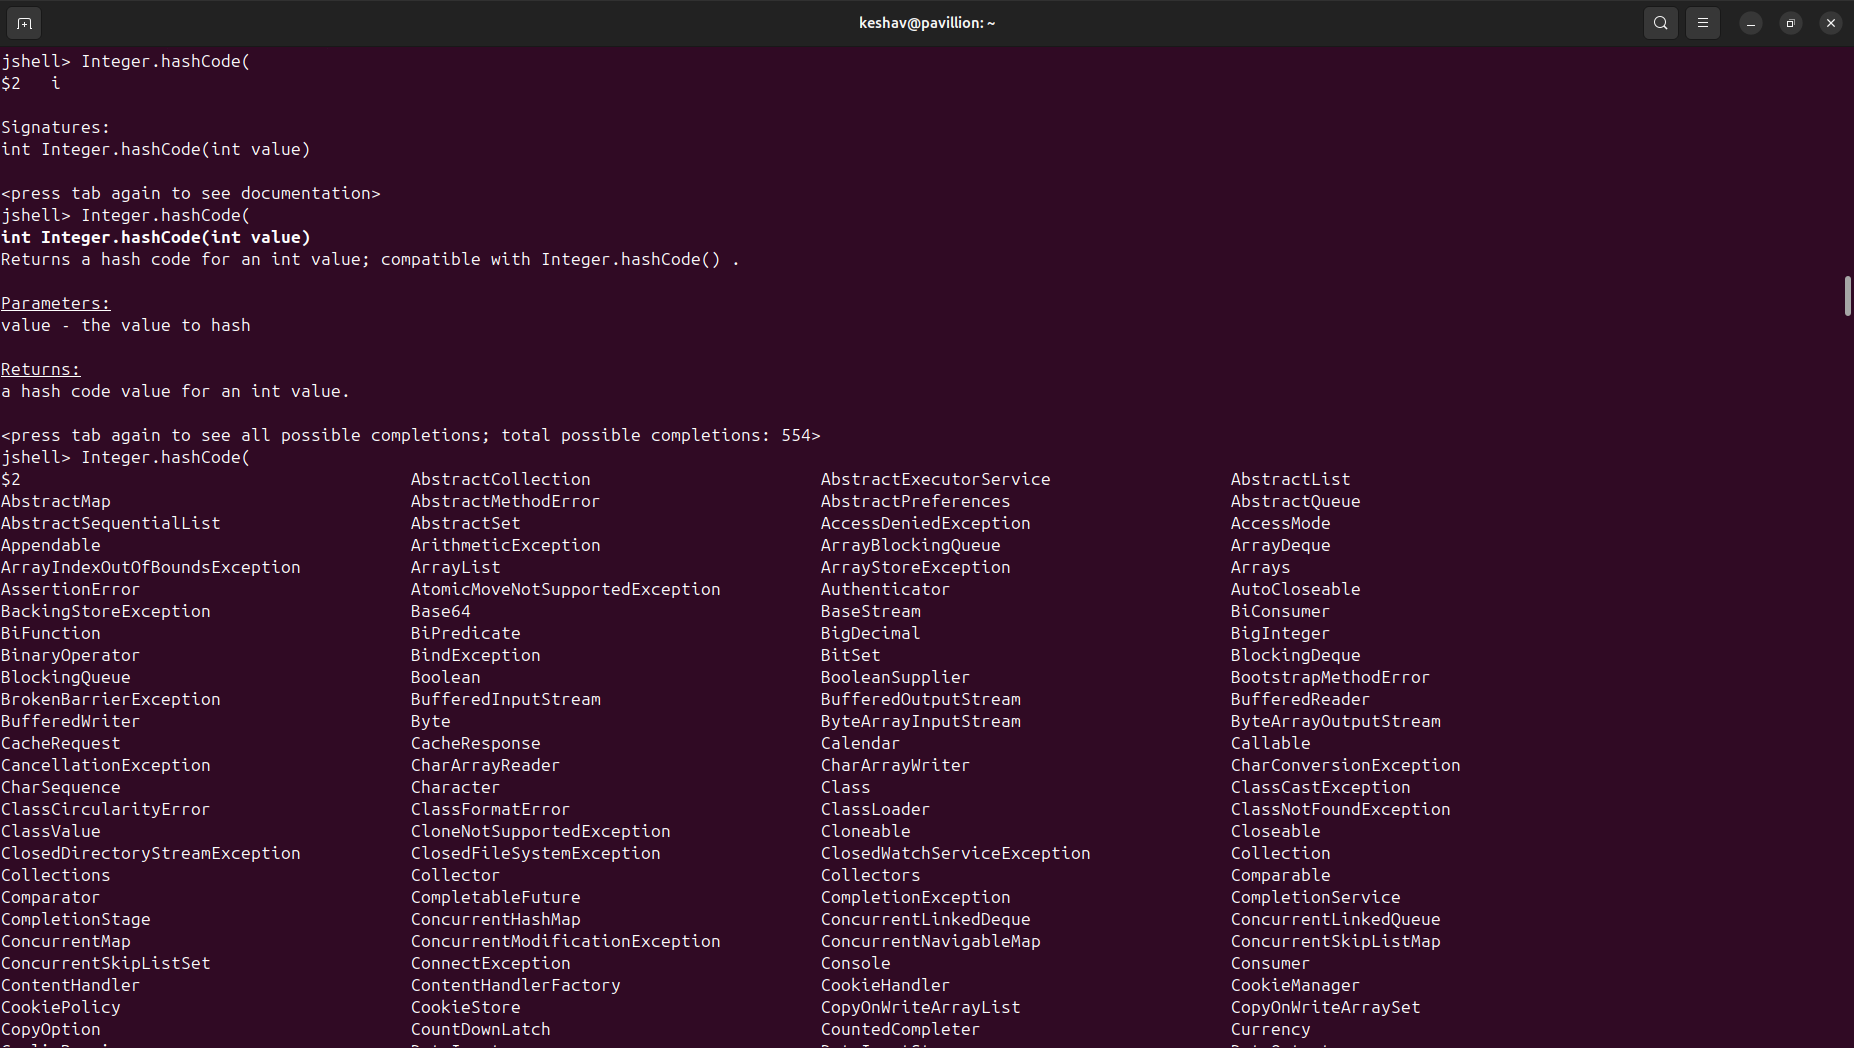 keshav@pavillion: ~
jshell> Integer.hashCode(
$2   i
Signatures:
int Integer.hashCode(int value)
<press tab again to see documentation>
jshell> Integer.hashCode(
int Integer.hashCode(int value)
Returns a hash code for an int value; compatible with Integer.hashCode() .
Parameters:
value - the value to hash
Returns:
a hash code value for an int value.
<press tab again to see all possible completions; total possible completions: 554>
jshell> Integer.hashCode(
$2 AbstractCollection AbstractExecutorService AbstractList
AbstractMap AbstractMethodError AbstractPreferences AbstractQueue
AbstractSequentialList AbstractSet AccessDeniedException AccessMode
Appendable ArithmeticException ArrayBlockingQueue ArrayDeque
ArrayIndexOutOfBoundsException ArrayList ArrayStoreException Arrays
AssertionError AtomicMoveNotSupportedException Authenticator AutoCloseable
BackingStoreException Base64 BaseStream BiConsumer
BiFunction BiPredicate BigDecimal BigInteger
BinaryOperator BindException BitSet BlockingDeque
BlockingQueue Boolean BooleanSupplier BootstrapMethodError
BrokenBarrierException BufferedInputStream BufferedOutputStream BufferedReader
BufferedWriter Byte ByteArrayInputStream ByteArrayOutputStream
CacheRequest CacheResponse Calendar Callable
CancellationException CharArrayReader CharArrayWriter CharConversionException
CharSequence Character Class ClassCastException
ClassCircularityError ClassFormatError ClassLoader ClassNotFoundException
ClassValue CloneNotSupportedException Cloneable Closeable
ClosedDirectoryStreamException ClosedFileSystemException ClosedWatchServiceException Collection
Collections Collector Collectors Comparable
Comparator CompletableFuture CompletionException CompletionService
CompletionStage ConcurrentHashMap ConcurrentLinkedDeque ConcurrentLinkedQueue
ConcurrentMap ConcurrentModificationException ConcurrentNavigableMap ConcurrentSkipListMap
ConcurrentSkipListSet ConnectException Console Consumer
ContentHandler ContentHandlerFactory CookieHandler CookieManager
CookiePolicy CookieStore CopyOnWriteArrayList CopyOnWriteArraySet
CopyOption CountDownLatch CountedCompleter Currency